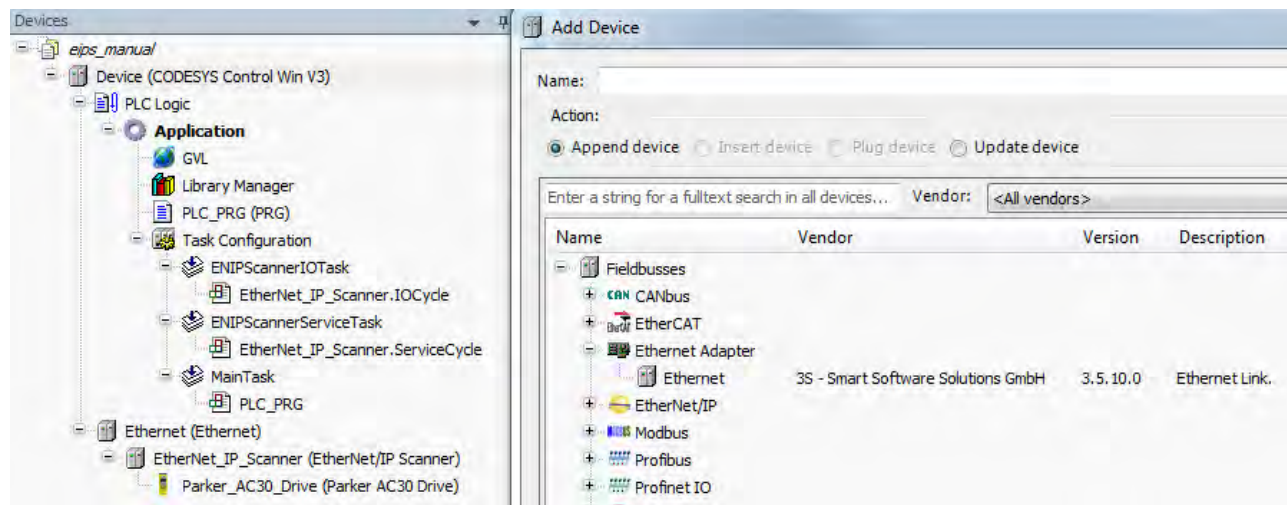 Devices
eips_manual
Device (CODESYS Control Win V3)
PLC Logic
Application
GVL
Library Manager
PLC_PRG (PRG)
Task Configuration
ENIPScannerIOTask
EtherNet_IP_Scanner.IOCycle
ENIPScannerServiceTask
EtherNet_IP_Scanner.ServiceCycle
MainTask
PLC_PRG
Ethernet (Ethernet)
EtherNet_IP_Scanner (EtherNet/IP Scanner)
Parker_AC30_Drive (Parker AC30 Drive)
Add Device
Name:
Action:
Append device Insert device Plug device Update device
Enter a string for a fulltext search in all devices... Vendor: <All vendors>
Name Vendor Version Description
Fieldbusses
CAN CANbus
EtherCAT
Ethernet Adapter
Ethernet 3S - Smart Software Solutions GmbH 3.5.10.0 Ethernet Link.
EtherNet/IP
Modbus
Profibus
Profinet IO